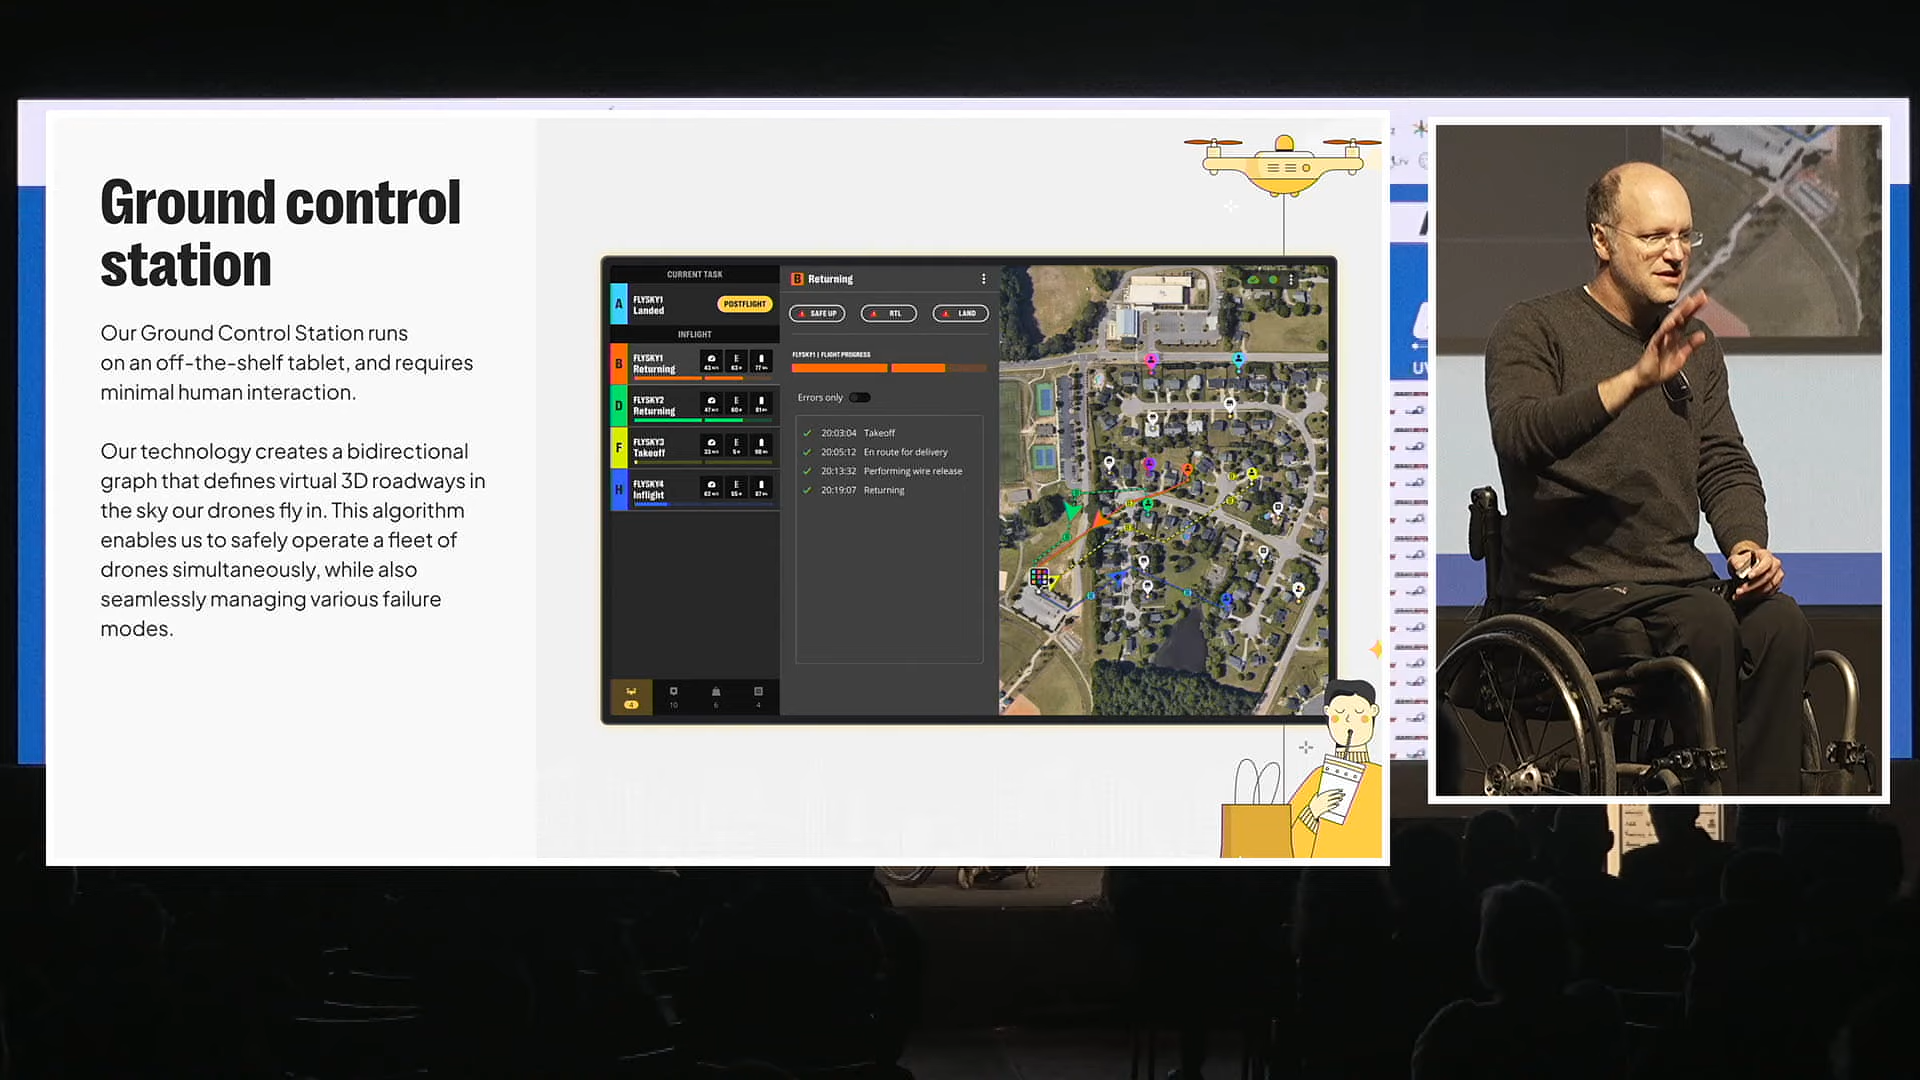 Ground control
station
Our Ground Control Station runs
on an off-the-shelf tablet, and requires
minimal human interaction.
Our technology creates a bidirectional
graph that defines virtual 3D roadways in
the sky our drones fly in. This algorithm
enables us to safely operate a fleet of
drones simultaneously, while also
seamlessly managing various failure
modes.
CURRENT TASK
A
FLYSKY1
Landed
POSTFLIGHT
INFLIGHT
B
FLYSKY1
Returning
D
FLYSKY2
Returning
F
FLYSKY3
Takeoff
H
FLYSKY4
Inflight
4
10
6
4
B Returning
SAFE UP
RTL
LAND
FLYSKY1 | FLIGHT PROGRESS
Errors only
20:03:04 Takeoff
20:05:12 En route for delivery
20:13:32 Performing wire release
20:19:07 Returning